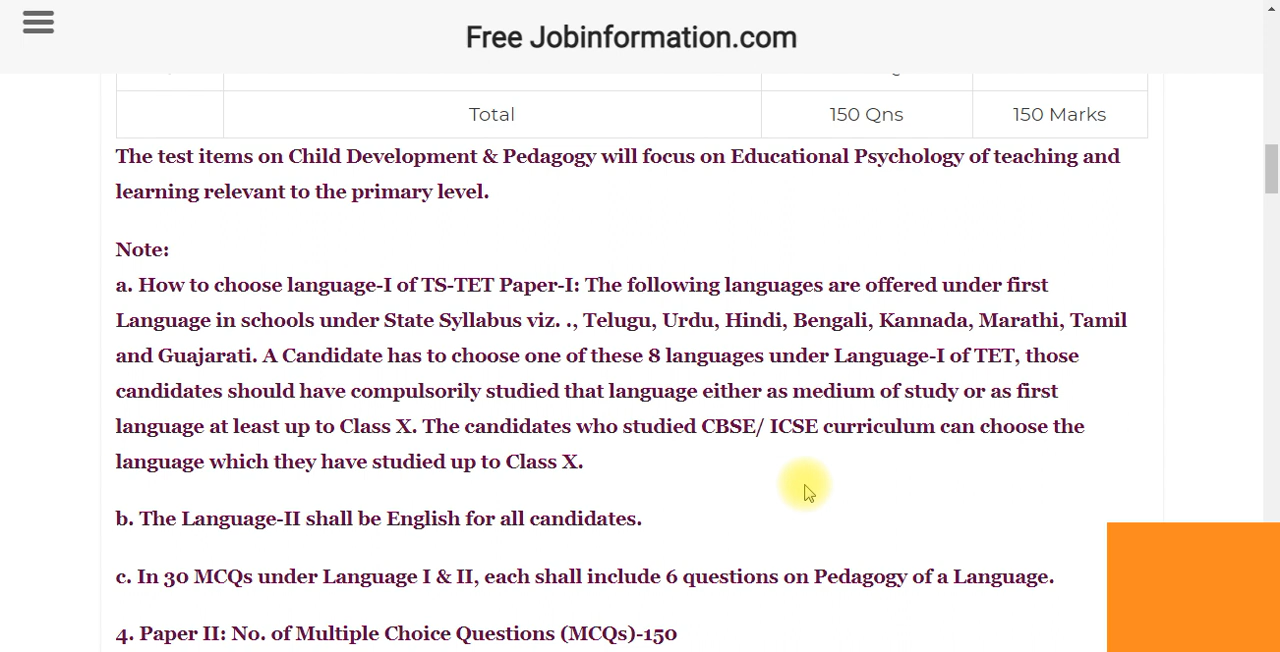 Free Jobinformation.com
Total 150 Qns 150 Marks
The test items on Child Development & Pedagogy will focus on Educational Psychology of teaching and
learning relevant to the primary level.
Note:
a. How to choose language-I of TS-TET Paper-I: The following languages are offered under first
Language in schools under State Syllabus viz. ., Telugu, Urdu, Hindi, Bengali, Kannada, Marathi, Tamil
and Guajarati. A Candidate has to choose one of these 8 languages under Language-I of TET, those
candidates should have compulsorily studied that language either as medium of study or as first
language at least up to Class X. The candidates who studied CBSE/ ICSE curriculum can choose the
language which they have studied up to Class X.
b. The Language-II shall be English for all candidates.
c. In 30 MCQs under Language I & II, each shall include 6 questions on Pedagogy of a Language.
4. Paper II: No. of Multiple Choice Questions (MCQs)-150